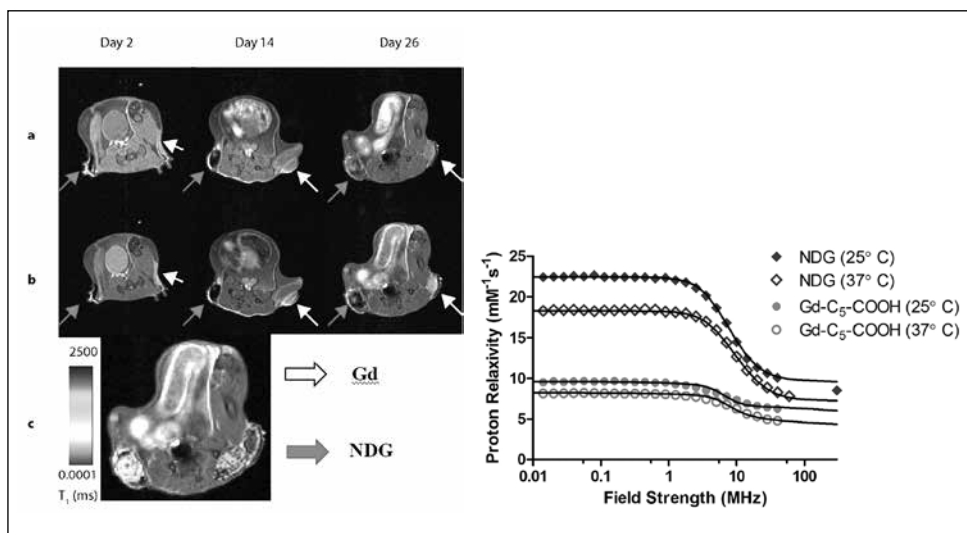 Day 2 Day 14 Day 26
a
b
c
2500
0.0001
T1 (ms)
Gd
NDG
Proton Relaxivity (mM⁻¹s⁻¹)
25
20
15
10
5
0
0.01 0.1 1 10 100
Field Strength (MHz)
NDG (25° C)
NDG (37° C)
Gd-C5-COOH (25° C)
Gd-C5-COOH (37° C)